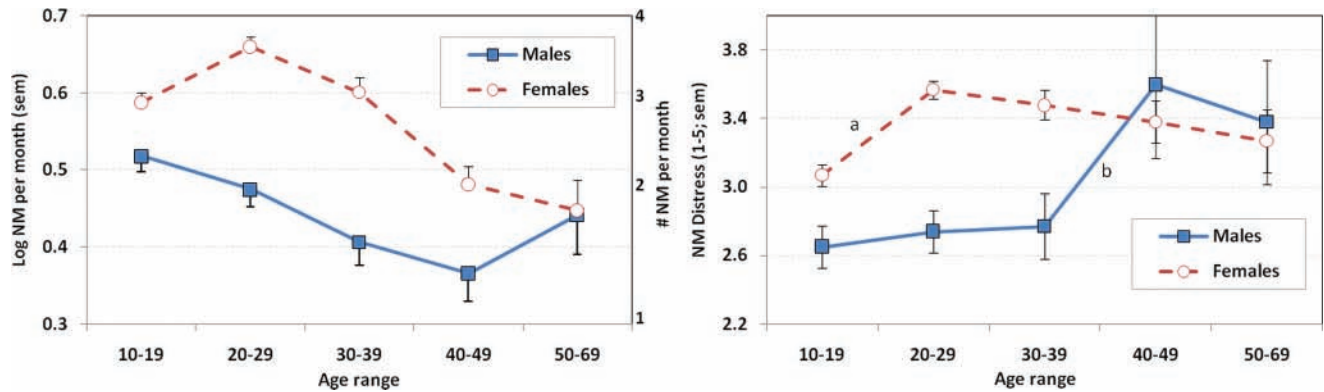 0.7
0.6
0.5
0.4
0.3
Log NM per month (sem)
Males
Females
4
3
2
1
# NM per month
10-19 20-29 30-39 40-49 50-69
Age range
3.8
3.4
3.0
2.6
2.2
NM Distress (1-5; sem)
a
b
Males
Females
10-19 20-29 30-39 40-49 50-69
Age range